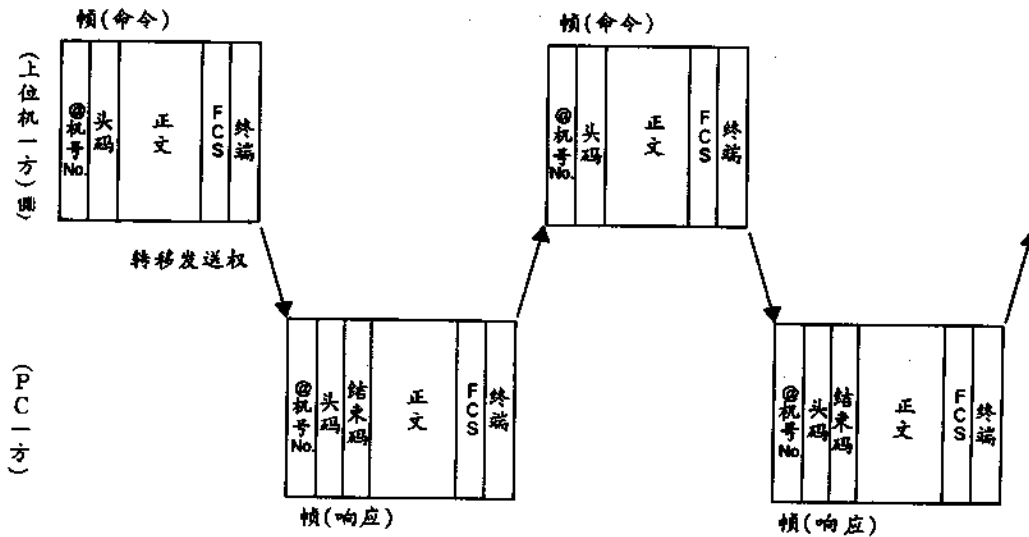 帧(命令)
帧(命令)
(上位机一方)侧)
@机号No.
头码
正文
FCS
终端
@机号No.
头码
正文
FCS
终端
转移发送权
(PC一方)
@机号No.
头码
结束码
正文
FCS
终端
@机号No.
头码
结束码
正文
FCS
终端
帧(响应)
帧(响应)